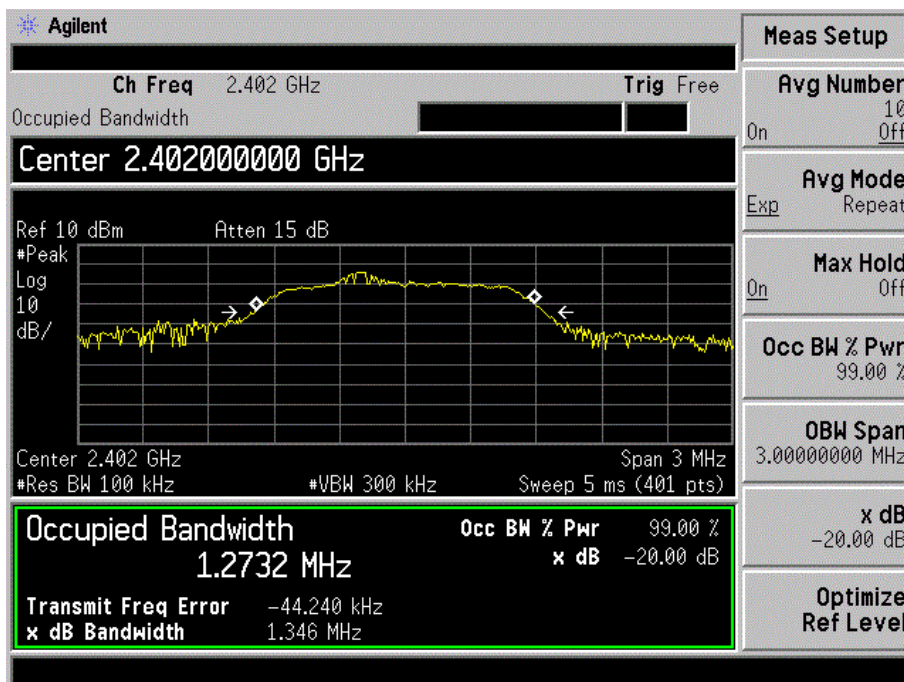 Agilent
Meas Setup
Ch Freq 2.402 GHz Trig Free
Occupied Bandwidth
Center 2.402000000 GHz
Ref 10 dBm Atten 15 dB
#Peak
Log
10
dB/
Center 2.402 GHz Span 3 MHz
#Res BW 100 kHz #VBW 300 kHz Sweep 5 ms (401 pts)
Occupied Bandwidth Occ BW % Pwr 99.00 %
1.2732 MHz x dB -20.00 dB
Transmit Freq Error -44.240 kHz
x dB Bandwidth 1.346 MHz
Avg Number
10
On Off
Avg Mode
Exp Repeat
Max Hold
On Off
Occ BW % Pwr
99.00 %
OBW Span
3.00000000 MHz
x dB
-20.00 dB
Optimize
Ref Level